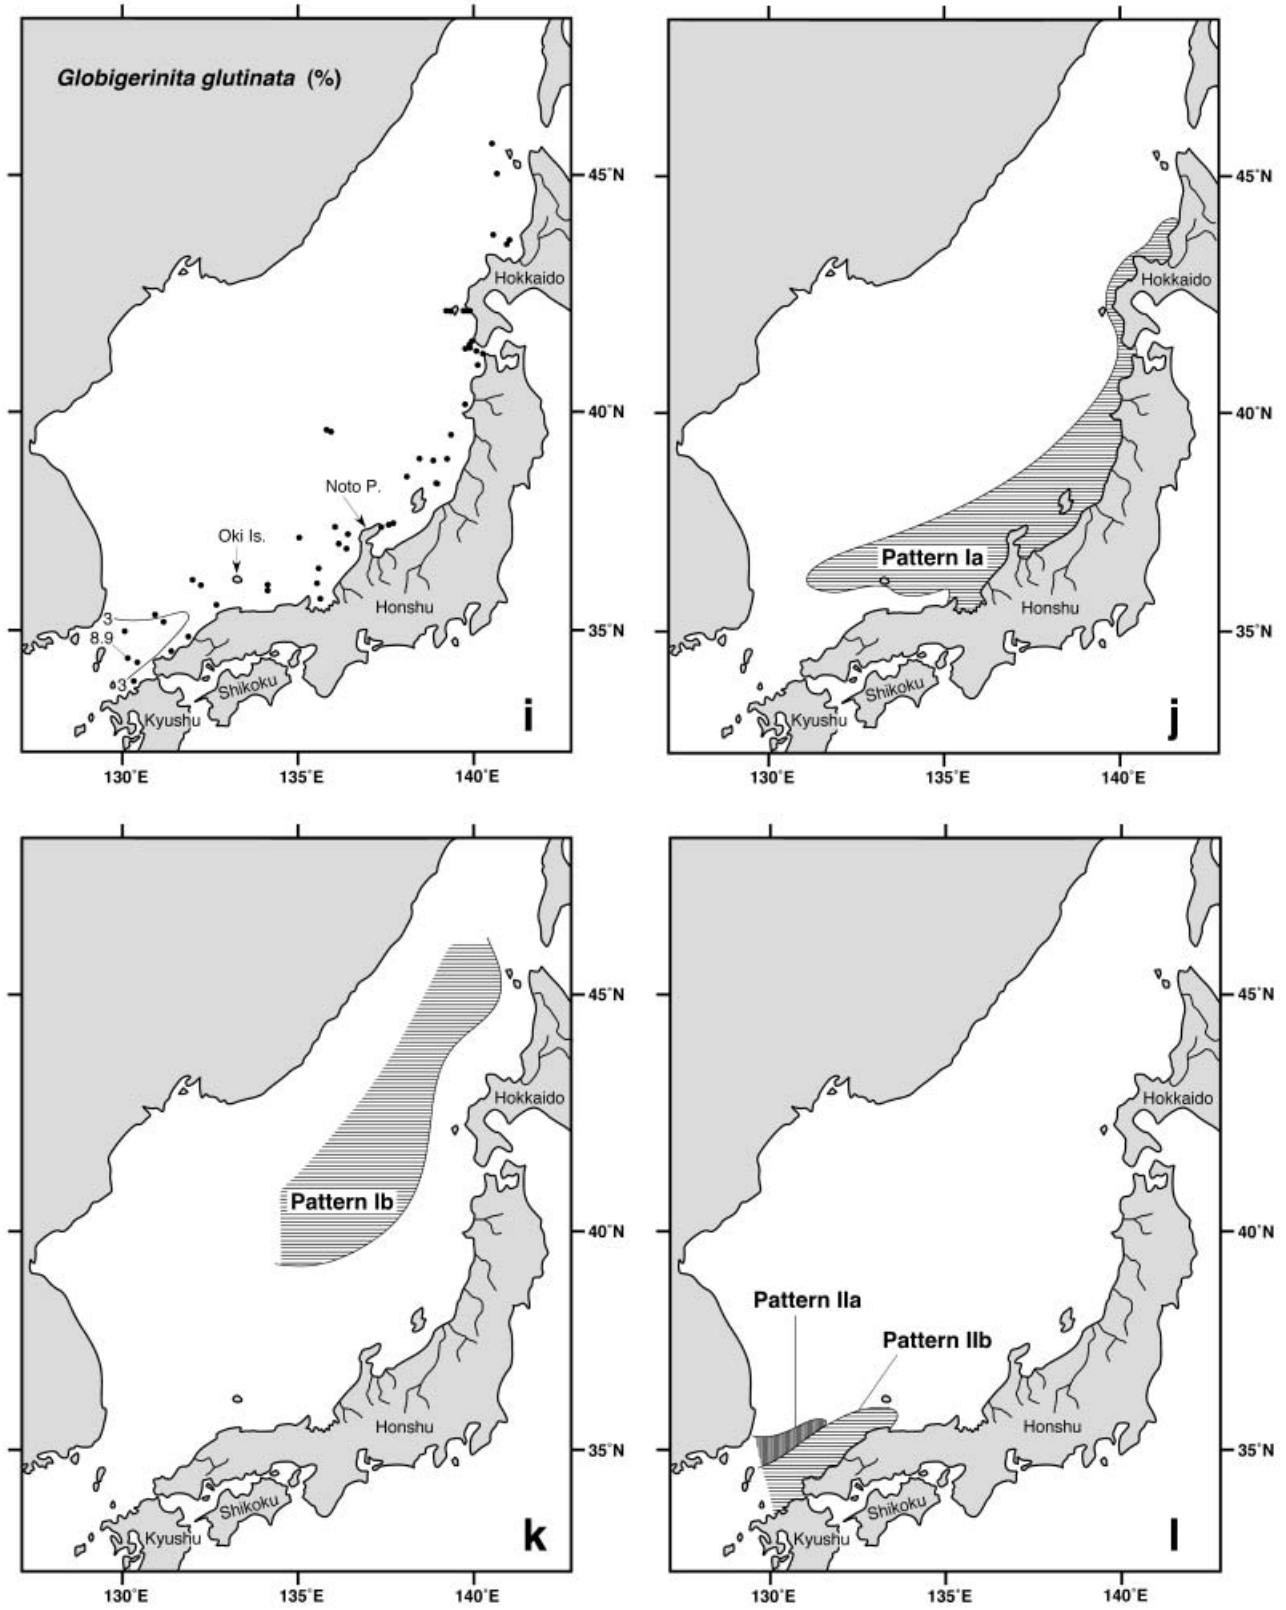 Globigerinita glutinata (%)
45°N
Hokkaido
40°N
Noto P.
Oki Is.
Honshu
3
35°N
8.9
3
Shikoku
Kyushu
i
130°E 135°E 140°E
45°N
Hokkaido
40°N
Pattern Ia
Honshu
35°N
Shikoku
Kyushu
j
130°E 135°E 140°E
45°N
Hokkaido
Pattern Ib
40°N
Honshu
35°N
Shikoku
Kyushu
k
130°E 135°E 140°E
45°N
Hokkaido
40°N
Pattern IIa
Pattern IIb
Honshu
35°N
Shikoku
Kyushu
l
130°E 135°E 140°E